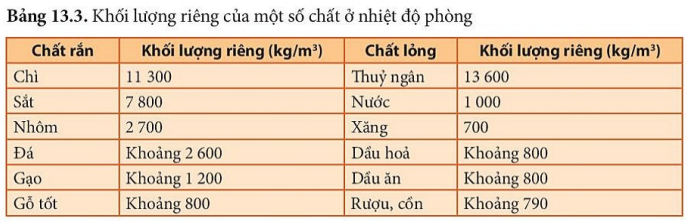 Bảng 13.3. Khối lượng riêng của một số chất ở nhiệt độ phòng
Chất rắn Khối lượng riêng (kg/m³) Chất lỏng Khối lượng riêng (kg/m³)
Chì 11 300 Thuỷ ngân 13 600
Sắt 7 800 Nước 1 000
Nhôm 2 700 Xăng 700
Đá Khoảng 2 600 Dầu hoả Khoảng 800
Gạo Khoảng 1 200 Dầu ăn Khoảng 800
Gỗ tốt Khoảng 800 Rượu, cồn Khoảng 790